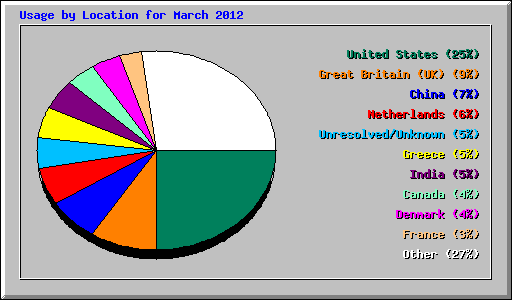 Usage by Location for March 2012
United States (25%)
Great Britain (UK) (9%)
China (7%)
Netherlands (6%)
Unresolved/Unknown (5%)
Greece (5%)
India (5%)
Canada (4%)
Denmark (4%)
France (3%)
Other (27%)